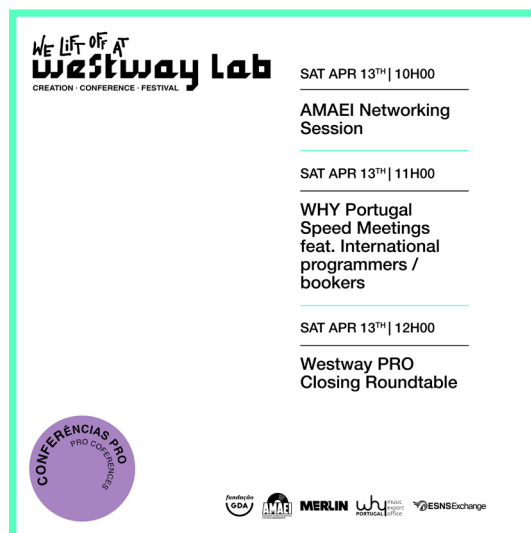 WE LIFT OFF AT
westway lab
CREATION · CONFERENCE · FESTIVAL
SAT APR 13TH | 10H00
AMAEI Networking
Session
SAT APR 13TH | 11H00
WHY Portugal
Speed Meetings
feat. International
programmers /
bookers
SAT APR 13TH | 12H00
Westway PRO
Closing Roundtable
CONFERÊNCIAS PRO
PRO COFERENCES
fundação
GDA
AMAEI
MERLIN
why
PORTUGAL
music
export
office
ESNS Exchange